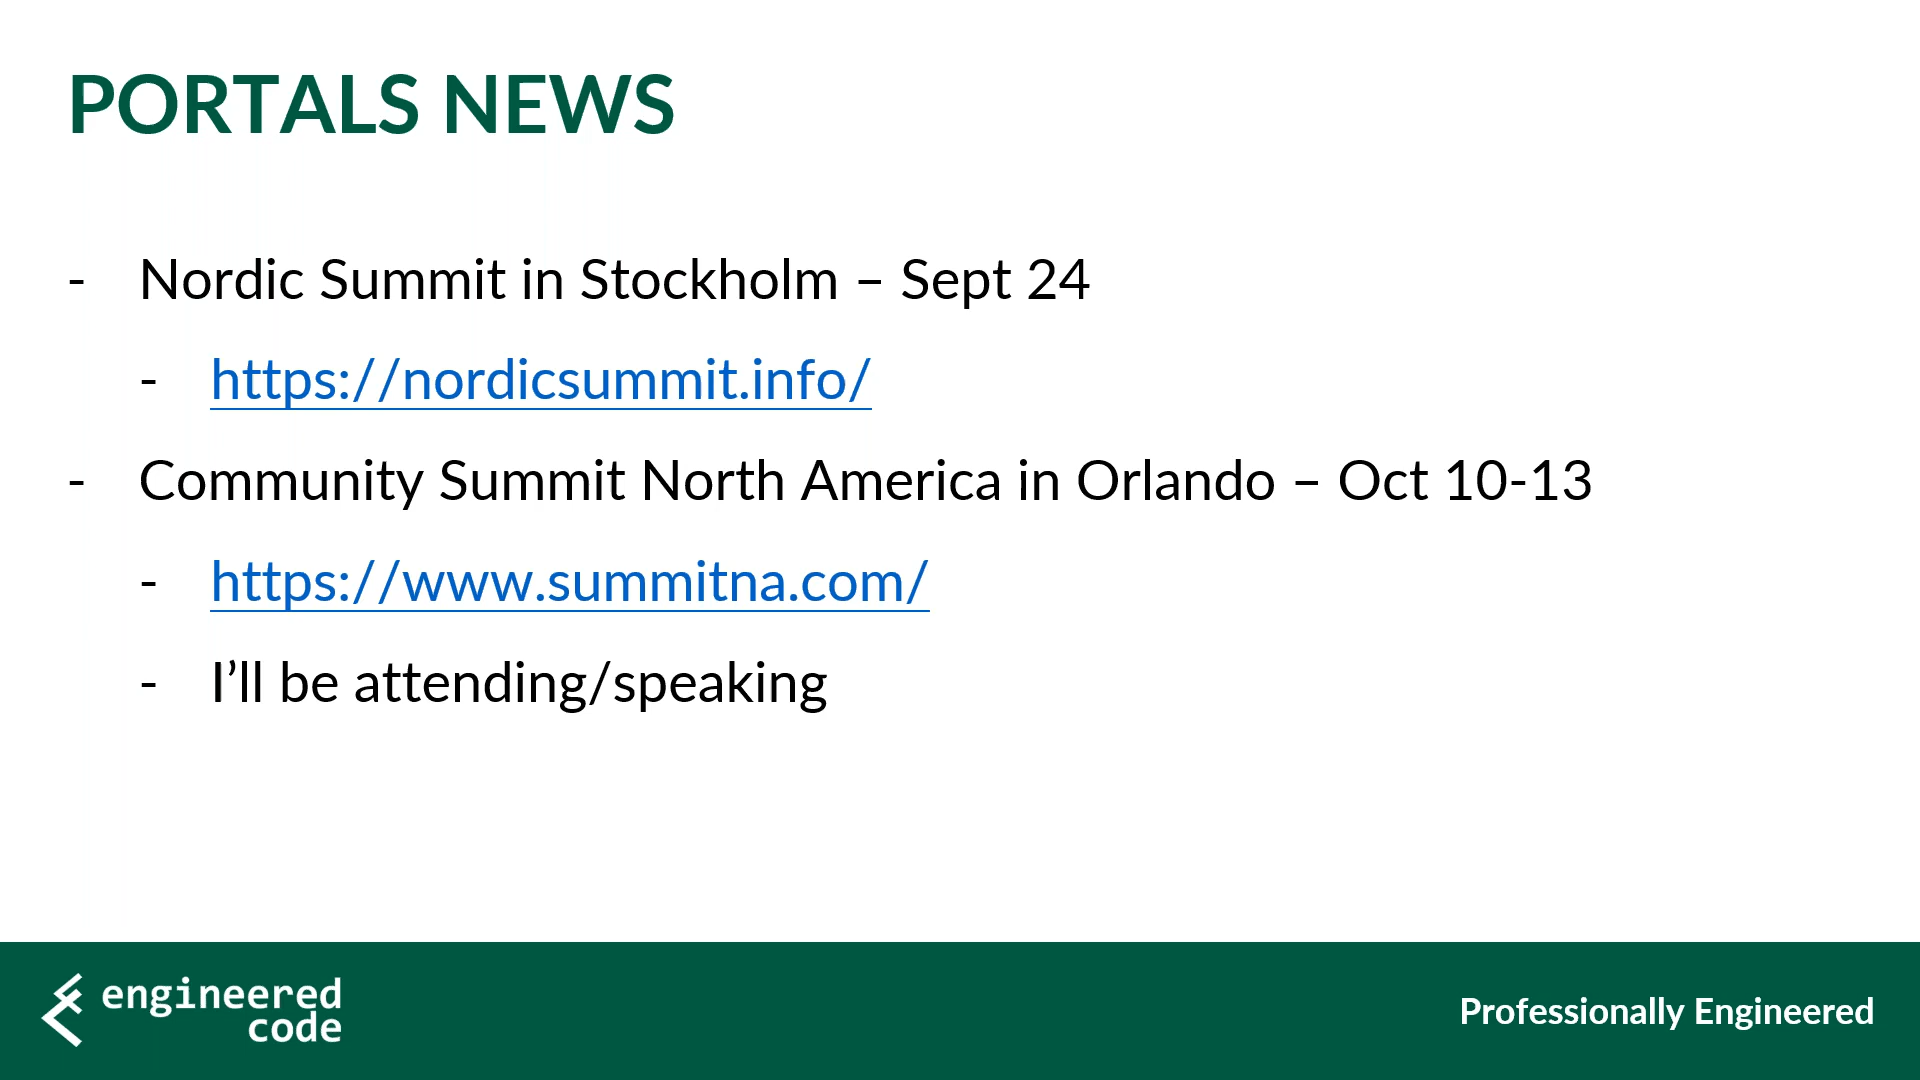 PORTALS NEWS
- Nordic Summit in Stockholm – Sept 24
- https://nordicsummit.info/
- Community Summit North America in Orlando – Oct 10-13
- https://www.summitna.com/
- I’ll be attending/speaking
engineered
code
Professionally Engineered